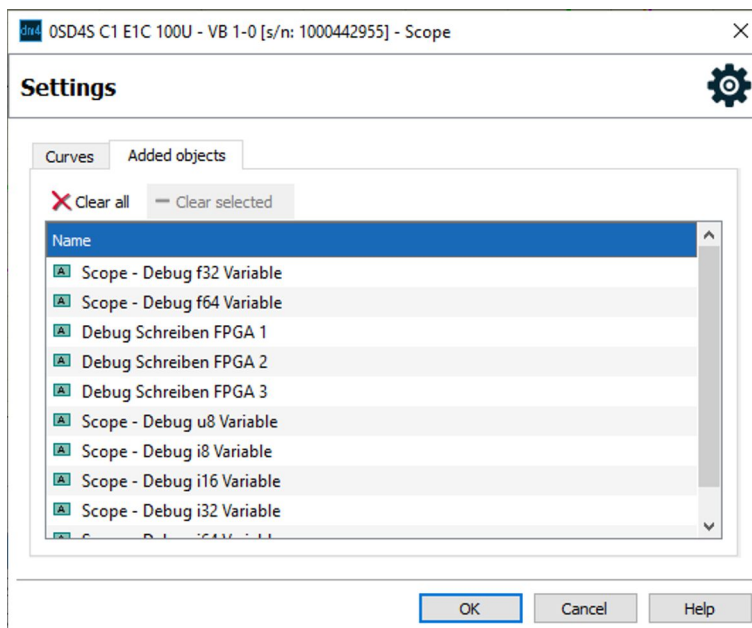 dm4 0SD4S C1 E1C 100U - VB 1-0 [s/n: 1000442955] - Scope
Settings
Curves Added objects
Clear all Clear selected
Name
A Scope - Debug f32 Variable
A Scope - Debug f64 Variable
A Debug Schreiben FPGA 1
A Debug Schreiben FPGA 2
A Debug Schreiben FPGA 3
A Scope - Debug u8 Variable
A Scope - Debug i8 Variable
A Scope - Debug i16 Variable
A Scope - Debug i32 Variable
OK Cancel Help